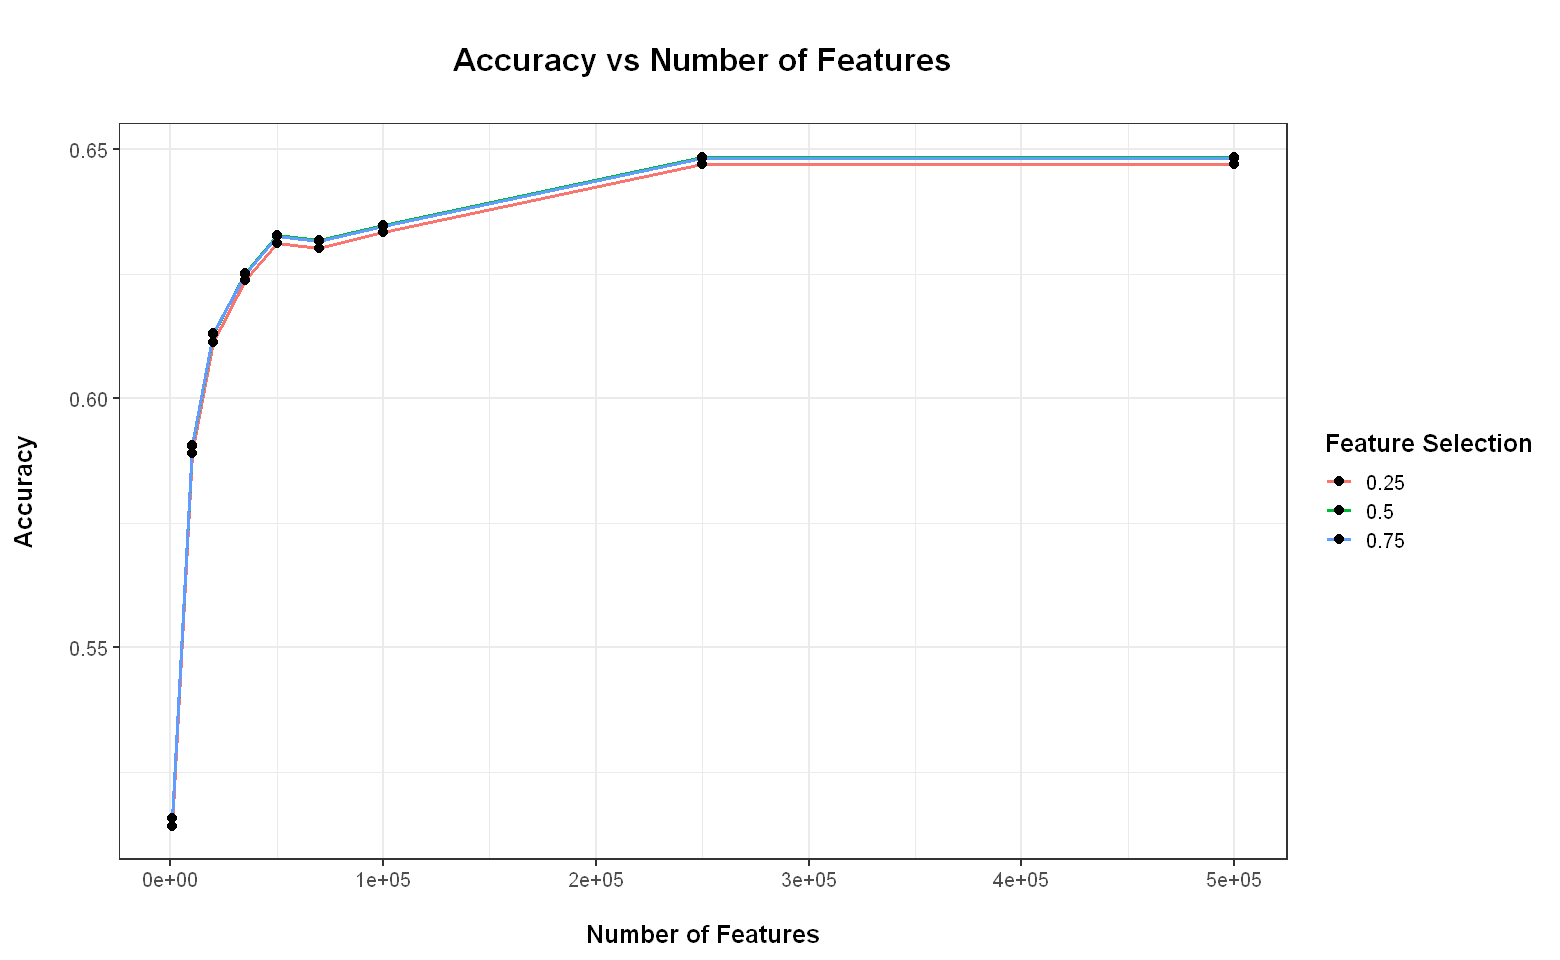 Accuracy vs Number of Features
0.65
0.60
0.55
Accuracy
0e+00
1e+05
2e+05
3e+05
4e+05
5e+05
Number of Features
Feature Selection
0.25
0.5
0.75